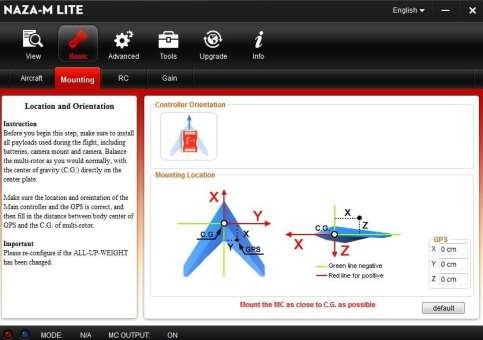 NAZA-M LITE
English
View
Basic
Advanced
Tools
Upgrade
Info
Aircraft
Mounting
RC
Gain
Location and Orientation
Instruction
Before you begin this step, make sure to install
all payloads used during the flight, including
batteries, camera mount and camera. Balance
the multi-rotor as you would normally, with
the center of gravity (C.G.) directly on the
center plate.
Make sure the location and oreintation of the
Main controller and the GPS is correct, and
then fill in the distance between body center of
GPS and the C.G. of multi-rotor.
Important
Please re-configure if the ALL-UP-WEIGHT
has been changed.
Controller Orientation
Mounting Location
X
Y
C.G
X
Y
GPS
X
C.G
Z
X
Z
Green line negative
Red line for positive
GPS
X 0 cm
Y 0 cm
Z 0 cm
Mount the MC as close to C.G. as possible
default
MODE: N/A MC OUTPUT: ON